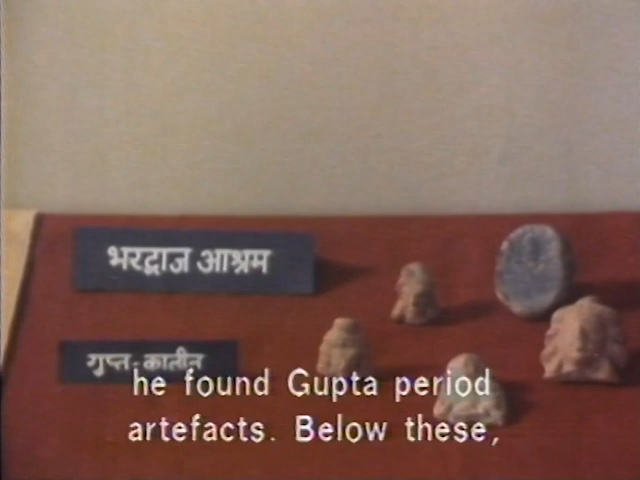 भरद्वाज आश्रम
गुप्त-कालीन
he found Gupta period
artefacts. Below these,